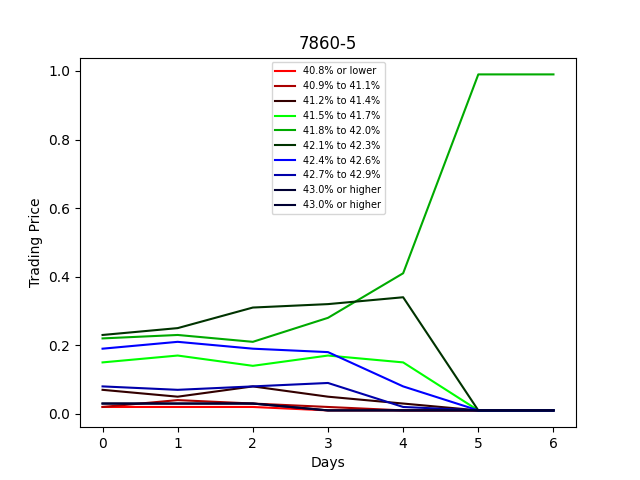 7860-5
1.0
0.8
0.6
0.4
0.2
0.0
Trading Price
40.8% or lower
40.9% to 41.1%
41.2% to 41.4%
41.5% to 41.7%
41.8% to 42.0%
42.1% to 42.3%
42.4% to 42.6%
42.7% to 42.9%
43.0% or higher
43.0% or higher
0 1 2 3 4 5 6
Days